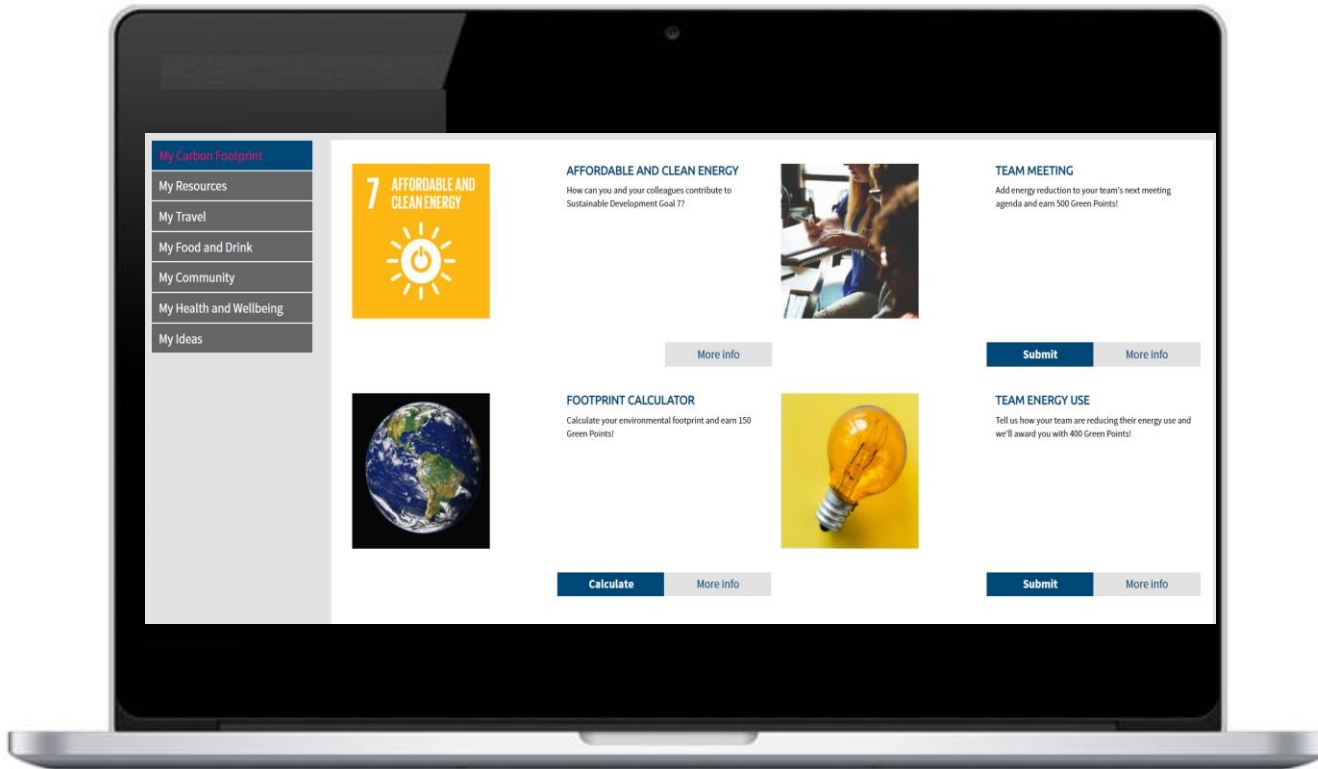 My Carbon Footprint
My Resources
My Travel
My Food and Drink
My Community
My Health and Wellbeing
My Ideas
7 AFFORDABLE AND
CLEAN ENERGY
AFFORDABLE AND CLEAN ENERGY
How can you and your colleagues contribute to
Sustainable Development Goal 7?
More info
TEAM MEETING
Add energy reduction to your team's next meeting
agenda and earn 500 Green Points!
Submit
More info
FOOTPRINT CALCULATOR
Calculate your environmental footprint and earn 150
Green Points!
Calculate
More info
TEAM ENERGY USE
Tell us how your team are reducing their energy use and
we'll award you with 400 Green Points!
Submit
More info